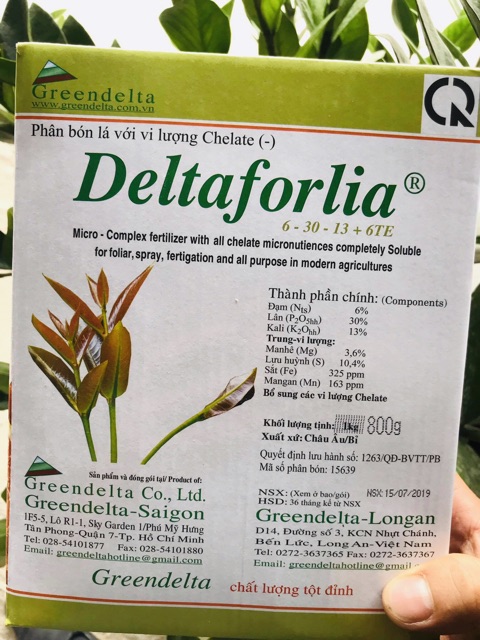 Greendelta
www.greendelta.com.vn
Phân bón lá với vi lượng Chelate (-)
Deltaforlia®
6 - 30 - 13 + 6TE
Micro - Complex fertilizer with all chelate micronutiences completely Soluble
for foliar, spray, fertigation and all purpose in modern agricultures
Thành phần chính: (Components)
Đạm (Nts) 6%
Lân (P2O5hh) 30%
Kali (K2Ohh) 13%
Trung-vi lượng:
Manhê (Mg) 3,6%
Lưu huỳnh (S) 10,4%
Sắt (Fe) 325 ppm
Mangan (Mn) 163 ppm
Bổ sung các vi lượng Chelate
Khối lượng tịnh: 1kg 800g
Xuất xứ: Châu Âu/Bỉ
Quyết định lưu hành số: 1263/QĐ-BVTT/PB
Mã số phân bón: 15639
Sản phẩm và đóng gói tại/ Product of:
Greendelta Co., Ltd.
Greendelta-Saigon
1F5-5, Lô R1-1, Sky Garden 1/Phú Mỹ Hưng
Tân Phong-Quận 7-Tp. Hồ Chí Minh
Tel: 028-54101877 Fax: 028-54101880
Email: greendeltahotline@gmail.com
NSX: (Xem ở bao/gói) NSX: 15/07/2019
HSD: 36 tháng kể từ NSX
Greendelta-Longan
D14, Đường số 3, KCN Nhựt Chánh,
Bến Lức, Long An-Việt Nam
Tel: 0272-3637365 Fax: 0272-3637367
Email: greendeltahotline@gmail.com
Greendelta chất lượng tột đỉnh